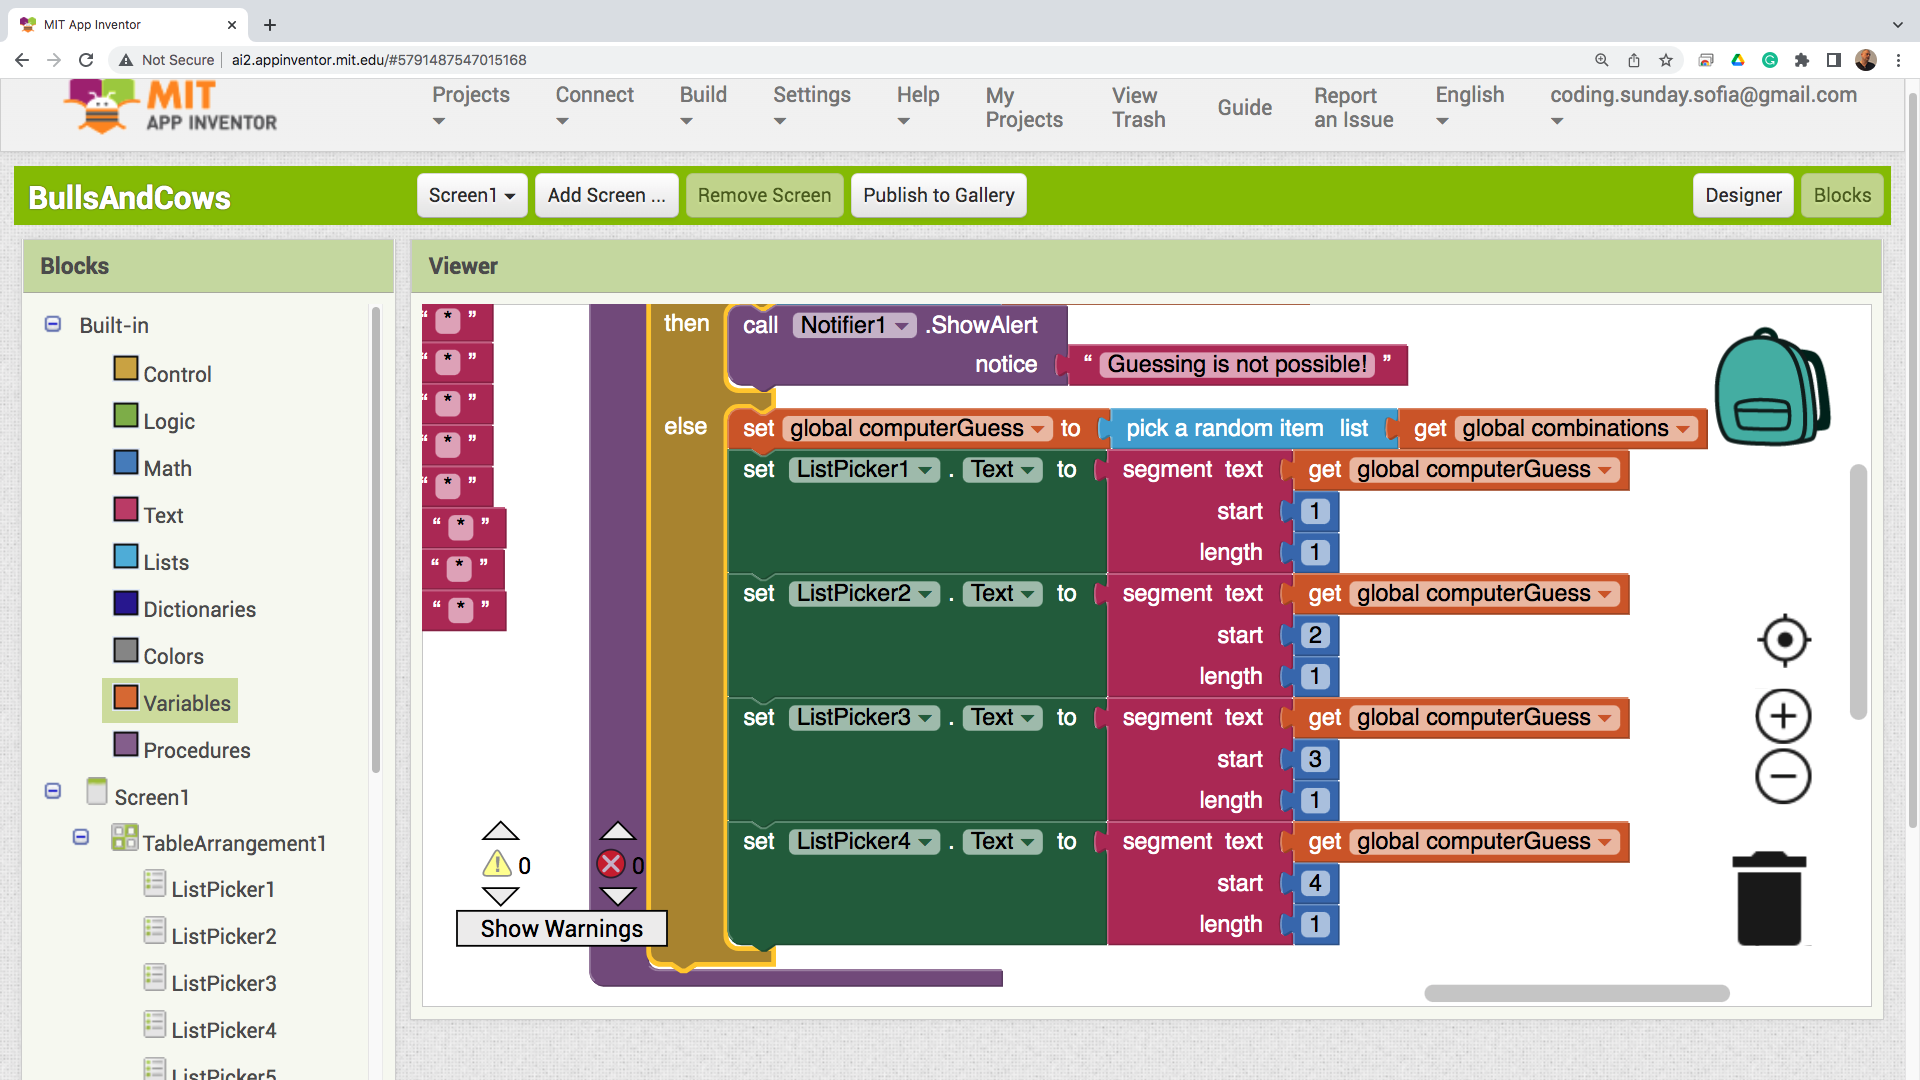 MIT App Inventor
Not Secure
ai2.appinventor.mit.edu/#5791487547015168
MIT
APP INVENTOR
Projects
Connect
Build
Settings
Help
My Projects
View Trash
Guide
Report an Issue
English
coding.sunday.sofia@gmail.com
BullsAndCows
Screen1
Add Screen ...
Remove Screen
Publish to Gallery
Designer
Blocks
Blocks
Viewer
Built-in
Control
Logic
Math
Text
Lists
Dictionaries
Colors
Variables
Procedures
Screen1
TableArrangement1
ListPicker1
ListPicker2
ListPicker3
ListPicker4
ListPicker5
“ * ”
“ * ”
“ * ”
“ * ”
“ * ”
“ * ”
“ * ”
“ * ”
then call Notifier1 .ShowAlert
notice “ Guessing is not possible! ”
else set global computerGuess to pick a random item list get global combinations
set ListPicker1 . Text to segment text get global computerGuess
start 1
length 1
set ListPicker2 . Text to segment text get global computerGuess
start 2
length 1
set ListPicker3 . Text to segment text get global computerGuess
start 3
length 1
set ListPicker4 . Text to segment text get global computerGuess
start 4
length 1
0
0
Show Warnings